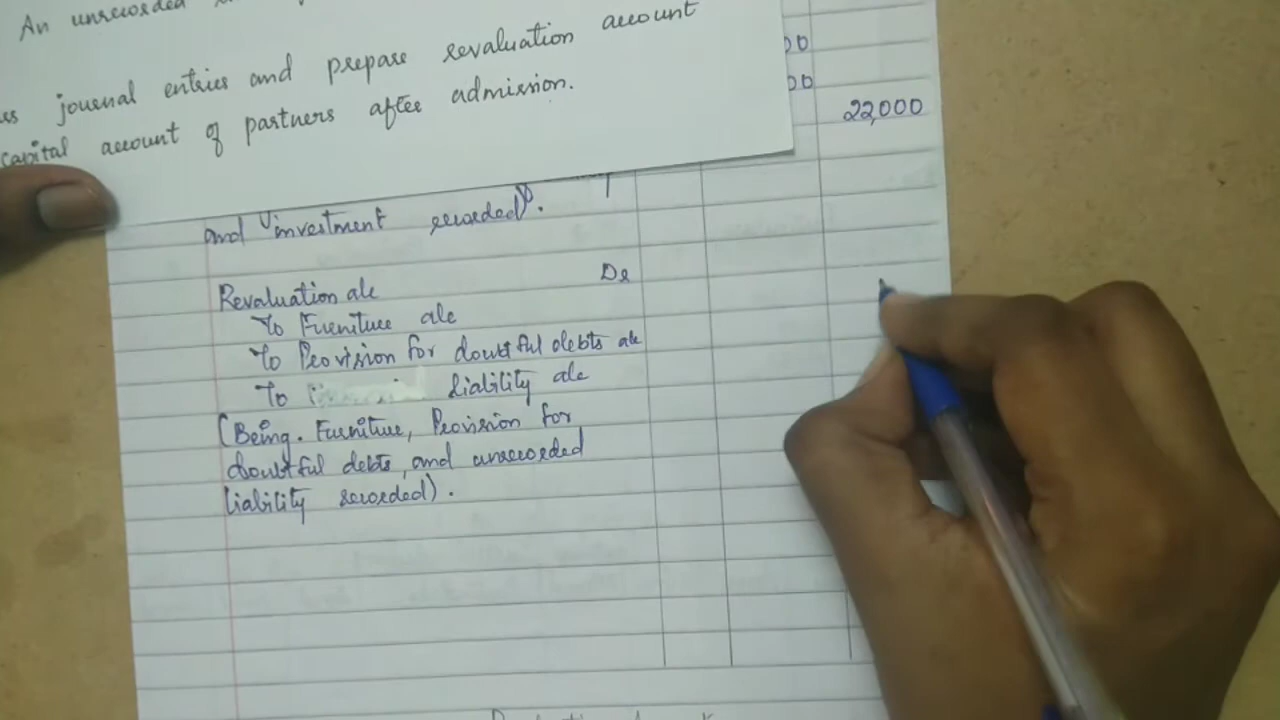 An unrecorded
journal entries and prepare revaluation account
capital account of partners after admission.
00
00
22,000
and investment recorded).
Revaluation a/c Dr
To Furniture a/c
To Provision for doubtful debts a/c
To liability a/c
(Being. Furniture, Provision for
doubtful debts, and unrecorded
liability recorded).